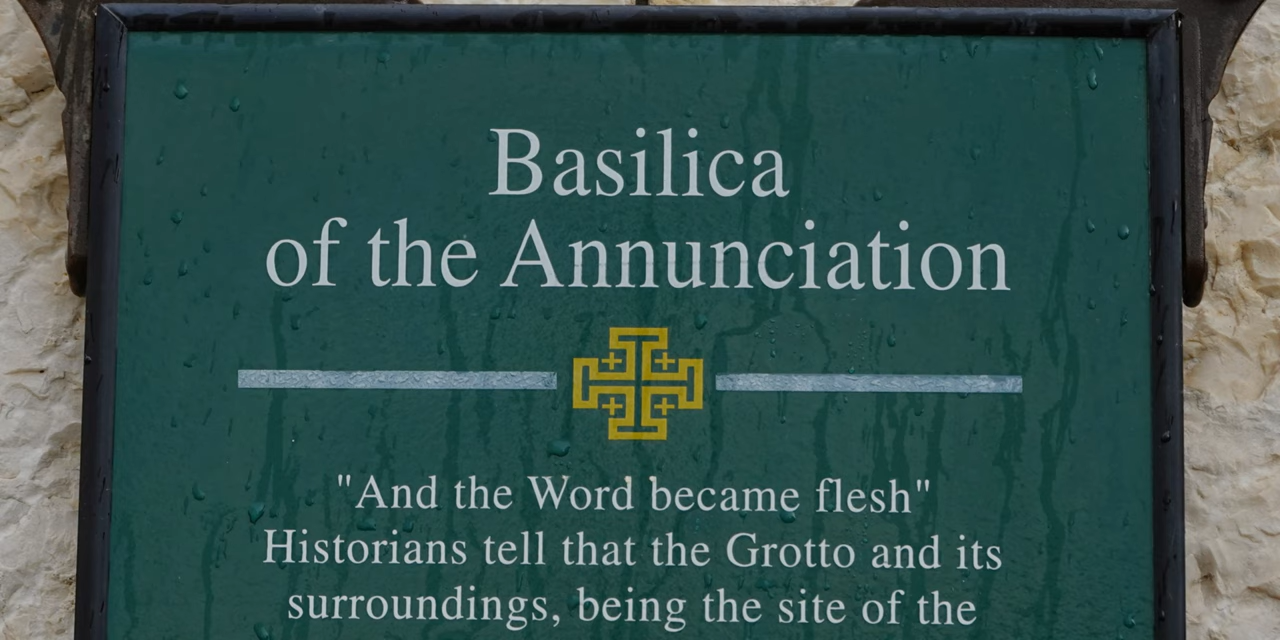 Basilica
of the Annunciation
"And the Word became flesh"
Historians tell that the Grotto and its
surroundings, being the site of the